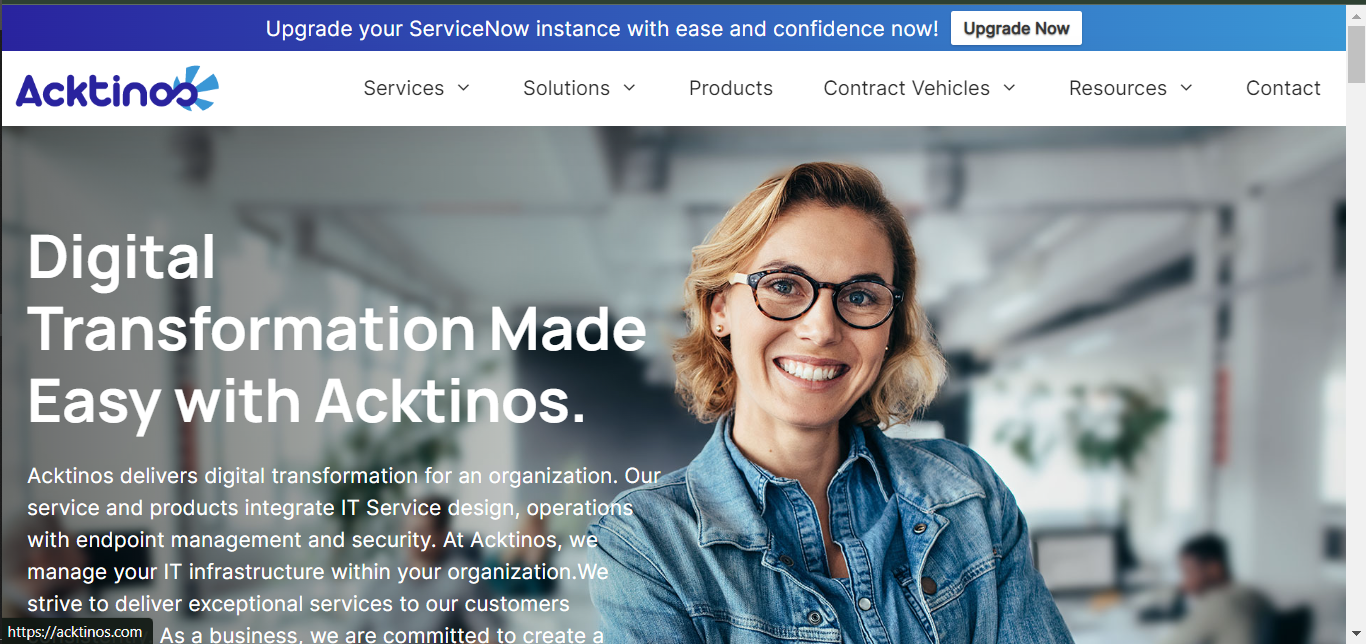 Upgrade your ServiceNow instance with ease and confidence now! Upgrade Now
Acktinos Services Solutions Products Contract Vehicles Resources Contact
Digital
Transformation Made
Easy with Acktinos.
Acktinos delivers digital transformation for an organization. Our
service and products integrate IT Service design, operations
with endpoint management and security. At Acktinos, we
manage your IT infrastructure within your organization.We
strive to deliver exceptional services to our customers
As a business, we are committed to create a
https://acktinos.com